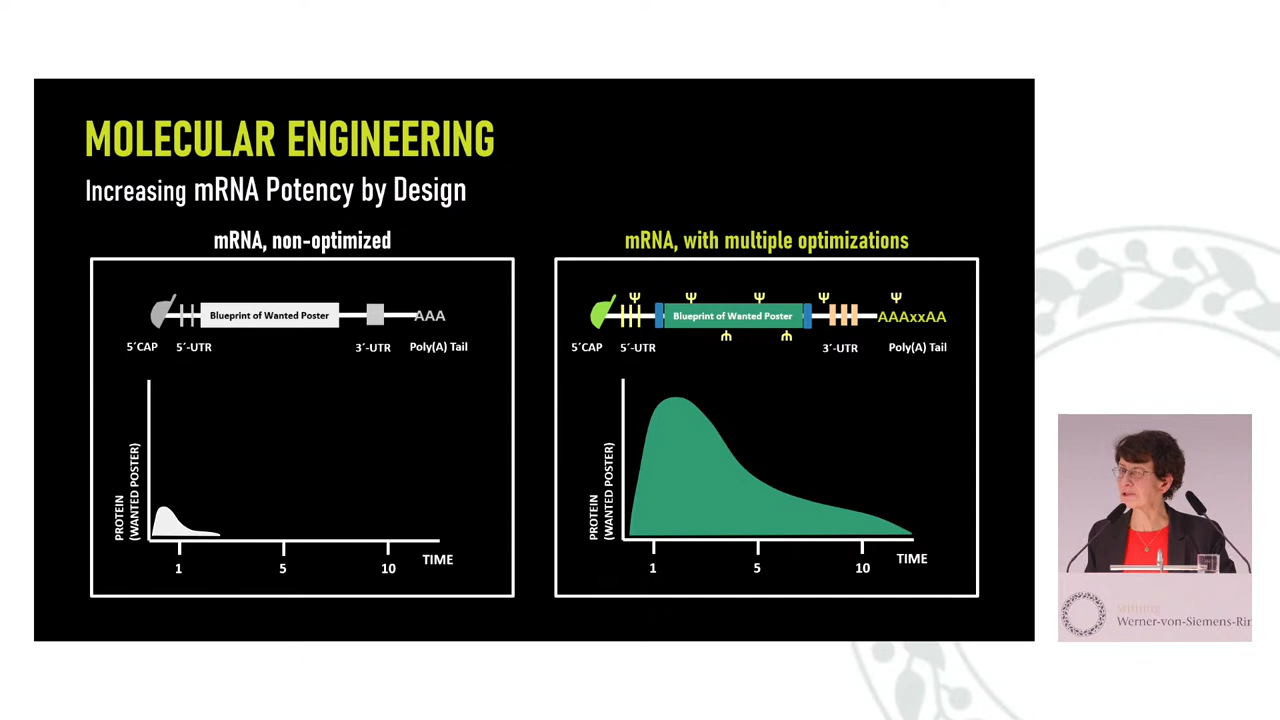 MOLECULAR ENGINEERING
Increasing mRNA Potency by Design
mRNA, non-optimized
Blueprint of Wanted Poster
AAA
5´CAP
5´-UTR
3´-UTR
Poly(A) Tail
PROTEIN
(WANTED POSTER)
1
5
10
TIME
mRNA, with multiple optimizations
Ψ Ψ Ψ Ψ Ψ
Blueprint of Wanted Poster
AAAxxAA
Ψ Ψ
5´CAP
5´-UTR
3´-UTR
Poly(A) Tail
PROTEIN
(WANTED POSTER)
1
5
10
TIME
Stiftung
Werner-von-Siemens-Rin